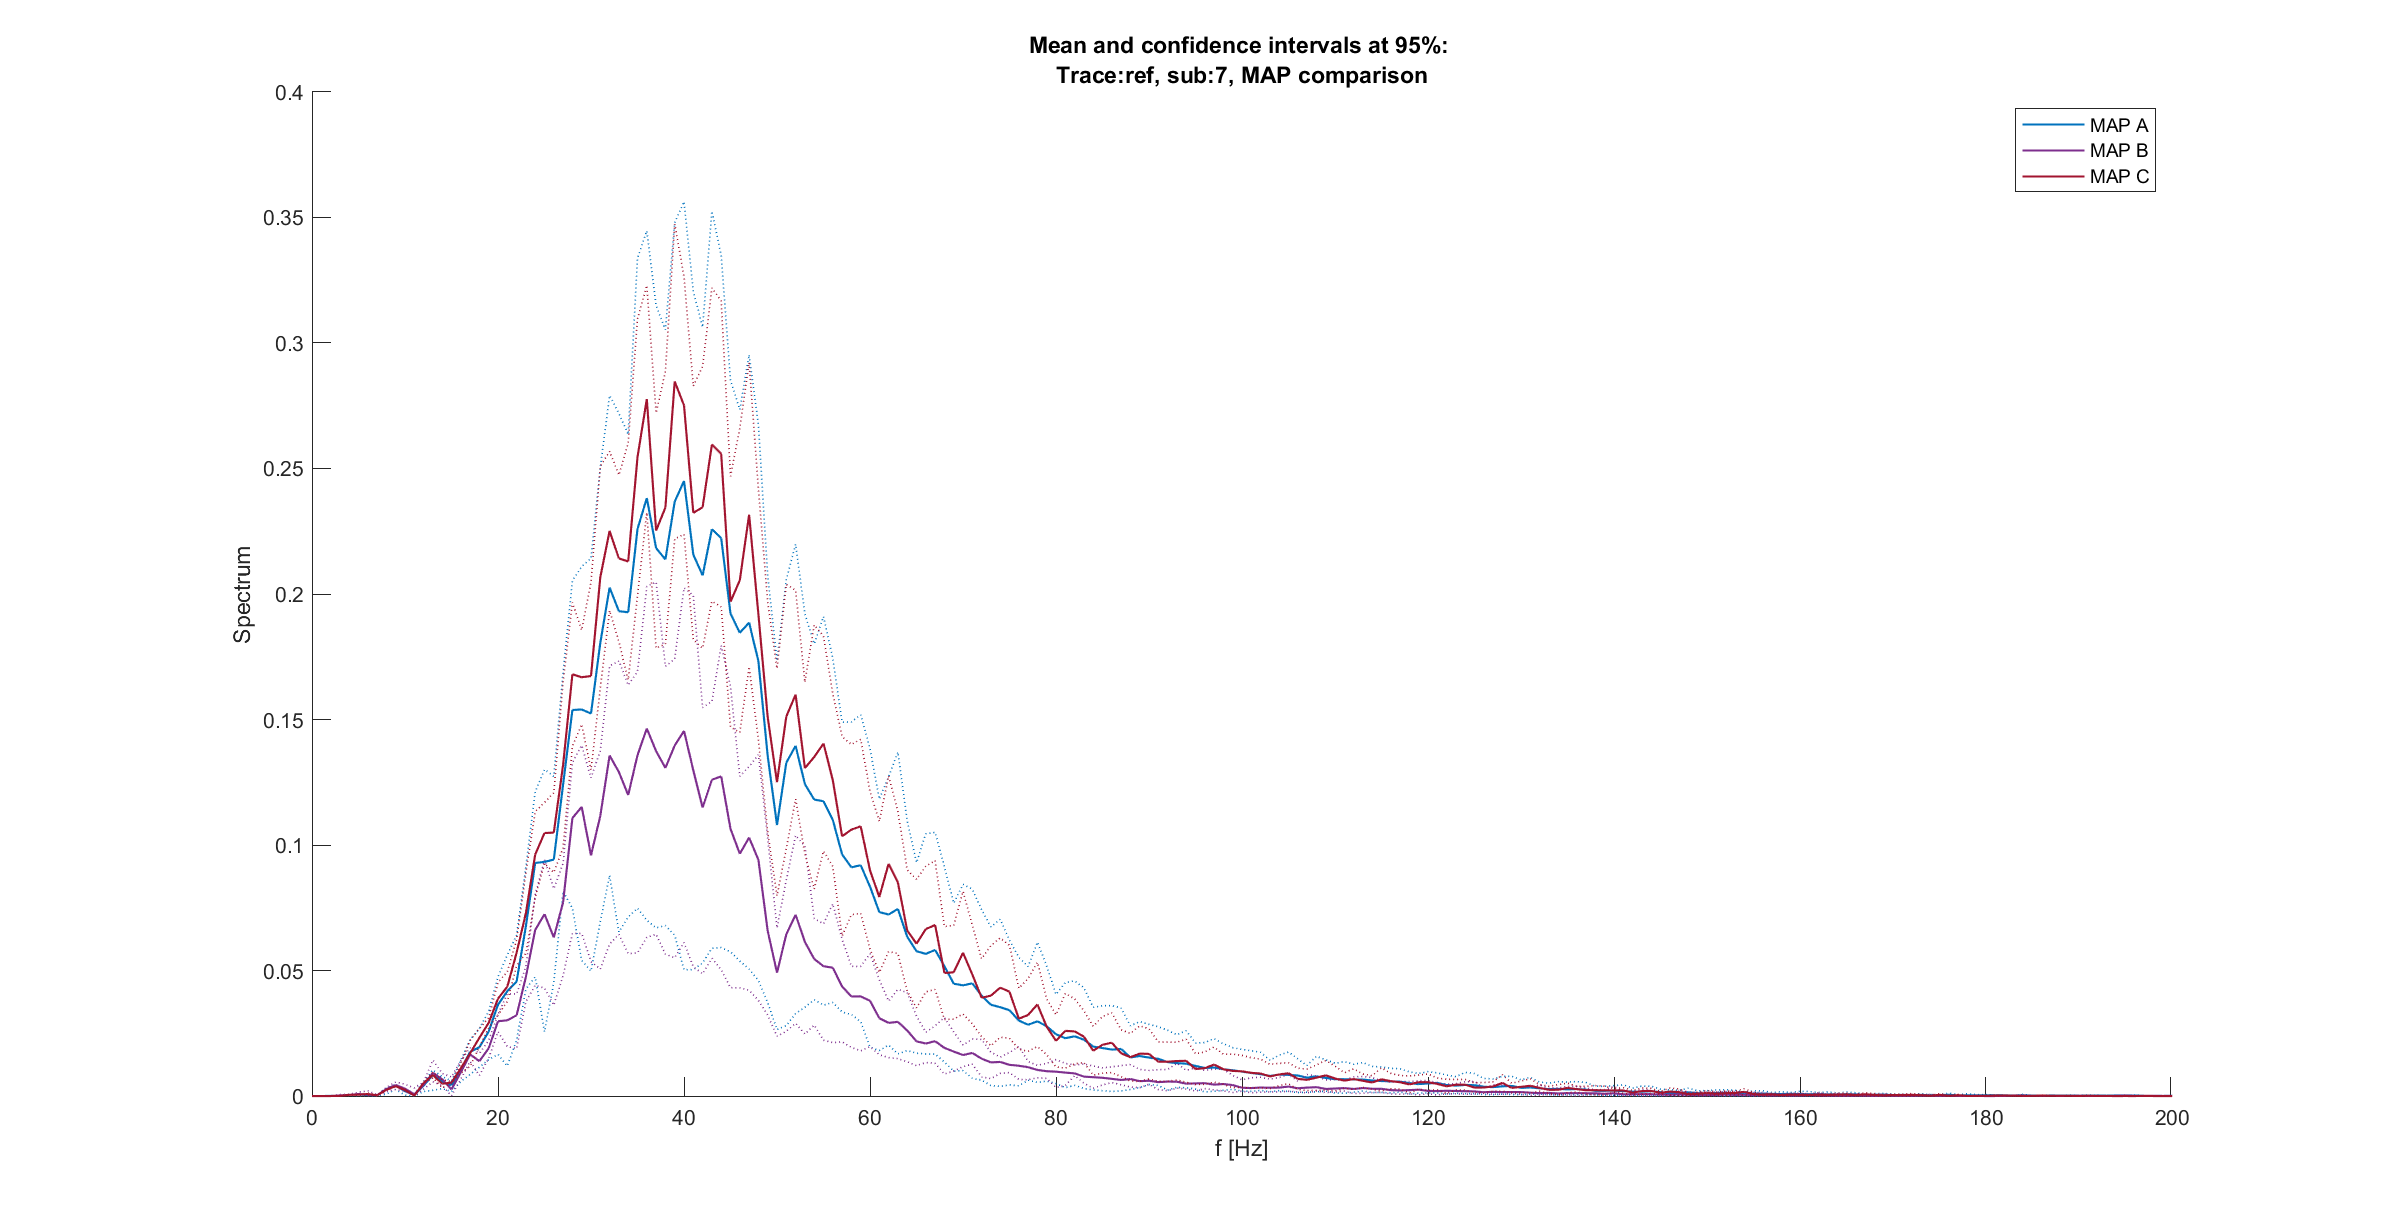 Mean and confidence intervals at 95%:
Trace:ref, sub:7, MAP comparison
MAP A
MAP B
MAP C
Spectrum
0.4
0.35
0.3
0.25
0.2
0.15
0.1
0.05
0
0 20 40 60 80 100 120 140 160 180 200
f [Hz]